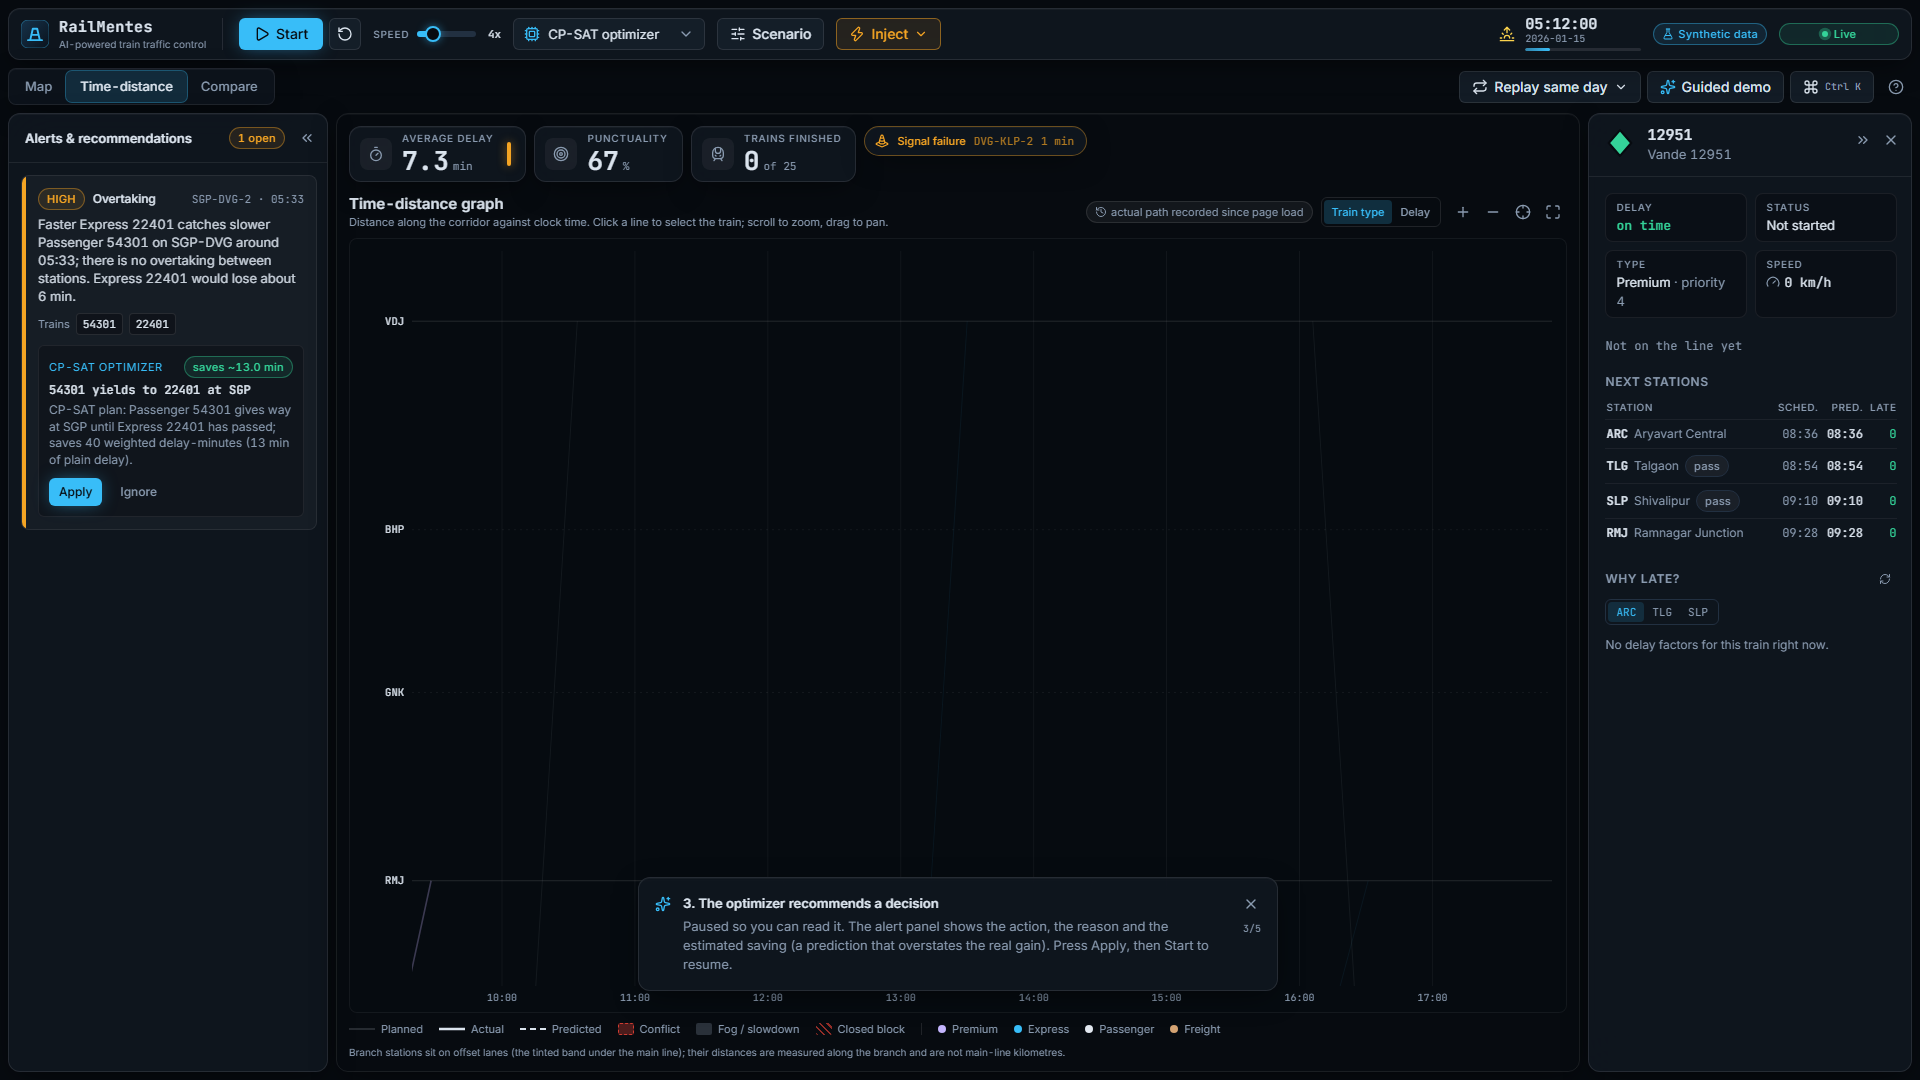 RailMentes
AI-powered train traffic control
Start
SPEED
4x
CP-SAT optimizer
Scenario
Inject
05:12:00
2026-01-15
Synthetic data
Live
Map
Time-distance
Compare
Replay same day
Guided demo
Ctrl K
Alerts & recommendations
1 open
HIGH
Overtaking
SGP-DVG-2 · 05:33
Faster Express 22401 catches slower
Passenger 54301 on SGP-DVG around
05:33; there is no overtaking between
stations. Express 22401 would lose about
6 min.
Trains 54301 22401
CP-SAT OPTIMIZER
saves ~13.0 min
54301 yields to 22401 at SGP
CP-SAT plan: Passenger 54301 gives way
at SGP until Express 22401 has passed;
saves 40 weighted delay-minutes (13 min
of plain delay).
Apply
Ignore
AVERAGE DELAY
7.3 min
PUNCTUALITY
67 %
TRAINS FINISHED
0 of 25
Signal failure DVG-KLP-2 1 min
Time-distance graph
Distance along the corridor against clock time. Click a line to select the train; scroll to zoom, drag to pan.
actual path recorded since page load
Train type
Delay
VDJ
BHP
GNK
RMJ
3. The optimizer recommends a decision
Paused so you can read it. The alert panel shows the action, the reason and the
estimated saving (a prediction that overstates the real gain). Press Apply, then Start to
resume.
3/5
10:00
11:00
12:00
13:00
14:00
15:00
16:00
17:00
Planned
Actual
Predicted
Conflict
Fog / slowdown
Closed block
Premium
Express
Passenger
Freight
Branch stations sit on offset lanes (the tinted band under the main line); their distances are measured along the branch and are not main-line kilometres.
12951
Vande 12951
DELAY
on time
STATUS
Not started
TYPE
Premium · priority
4
SPEED
0 km/h
Not on the line yet
NEXT STATIONS
STATION SCHED. PRED. LATE
ARC Aryavart Central 08:36 08:36 0
TLG Talgaon pass 08:54 08:54 0
SLP Shivalipur pass 09:10 09:10 0
RMJ Ramnagar Junction 09:28 09:28 0
WHY LATE?
ARC
TLG
SLP
No delay factors for this train right now.